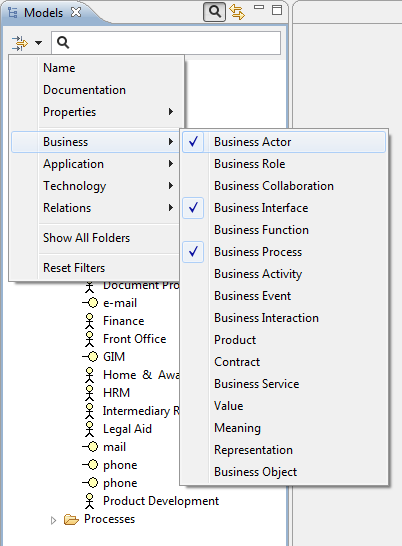 Models
Name
Documentation
Properties
Business
Application
Technology
Relations
Show All Folders
Reset Filters
Business Actor
Business Role
Business Collaboration
Business Interface
Business Function
Business Process
Business Activity
Business Event
Business Interaction
Product
Contract
Business Service
Value
Meaning
Representation
Business Object
Document Pro
e-mail
Finance
Front Office
GIM
Home & Awa
HRM
Intermediary R
Legal Aid
mail
phone
phone
Product Development
Processes